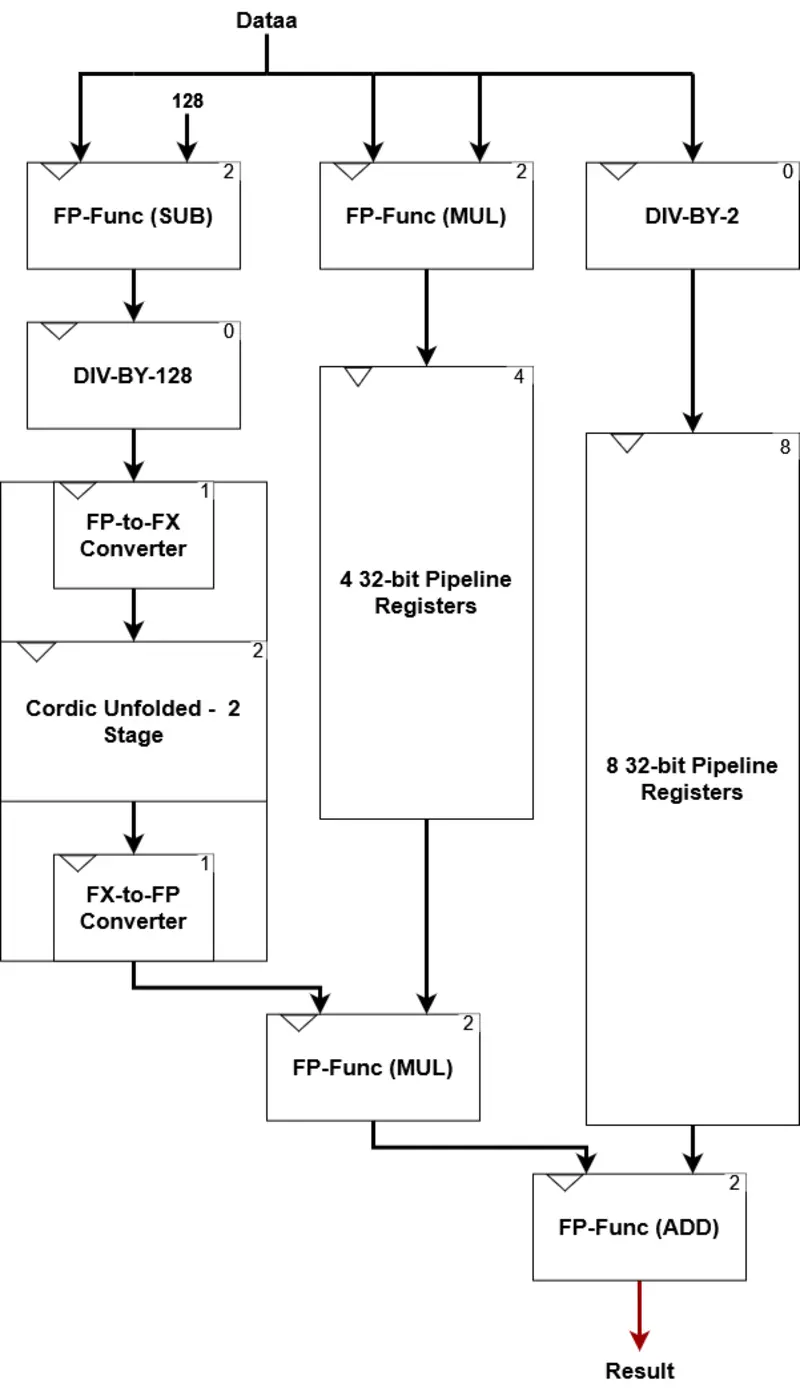 Dataa
128
2
FP-Func (SUB)
2
FP-Func (MUL)
0
DIV-BY-2
0
DIV-BY-128
4
4 32-bit Pipeline
Registers
8
8 32-bit Pipeline
Registers
1
FP-to-FX
Converter
2
Cordic Unfolded - 2
Stage
1
FX-to-FP
Converter
2
FP-Func (MUL)
2
FP-Func (ADD)
Result